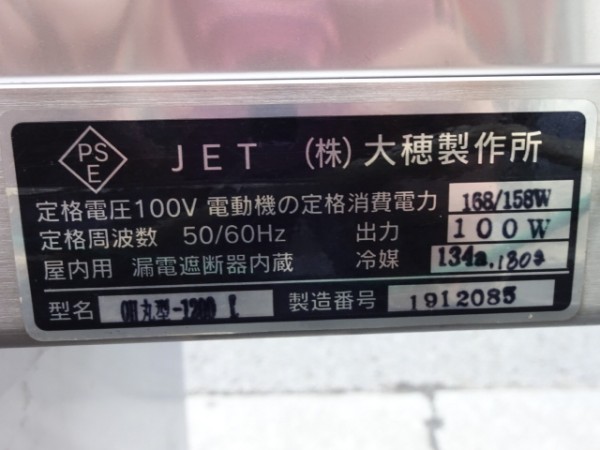 PS
E
JET (株)大穂製作所
定格電圧100V 電動機の定格消費電力 168/158W
定格周波数 50/60Hz 出力 100W
屋内用 漏電遮断器内蔵 冷媒 134a,180g
型名 OH丸型-1200 L
製造番号 1912085